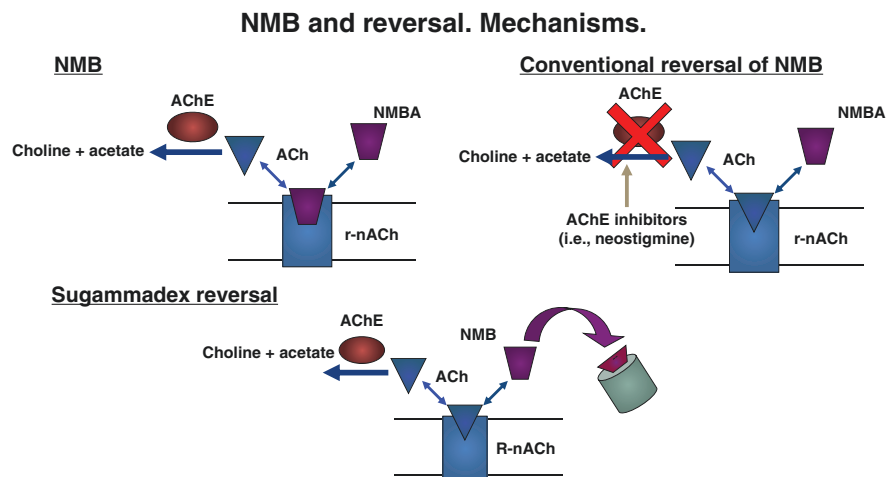 NMB and reversal. Mechanisms.
NMB
AChE
NMBA
Choline + acetate
ACh
r-nACh
Conventional reversal of NMB
AChE
NMBA
Choline + acetate
ACh
AChE inhibitors
(i.e., neostigmine)
r-nACh
Sugammadex reversal
AChE
NMB
Choline + acetate
ACh
R-nACh